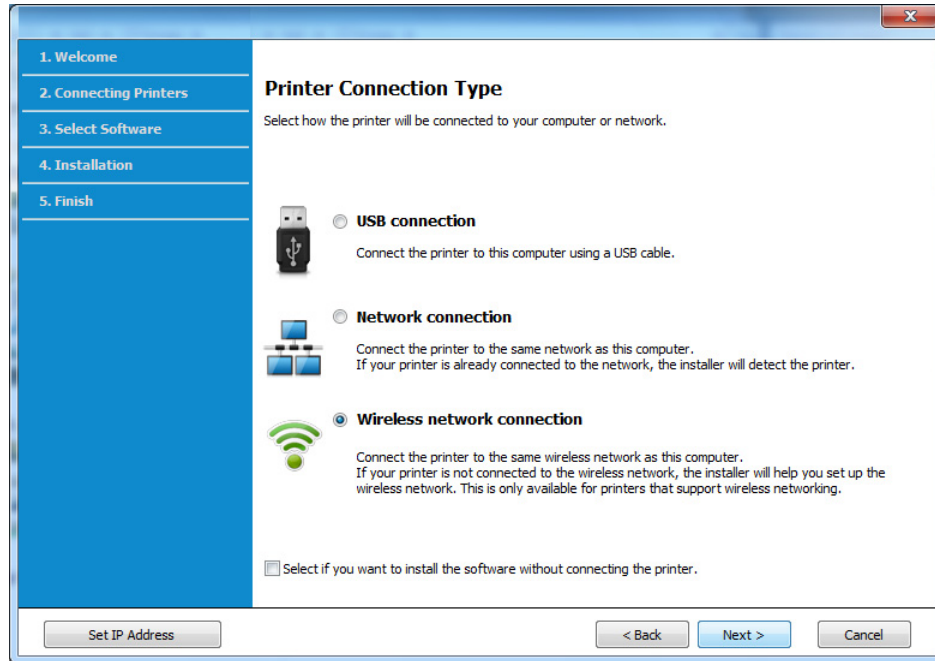 1. Welcome
2. Connecting Printers
3. Select Software
4. Installation
5. Finish
Printer Connection Type
Select how the printer will be connected to your computer or network.
USB connection
Connect the printer to this computer using a USB cable.
Network connection
Connect the printer to the same network as this computer.
If your printer is already connected to the network, the installer will detect the printer.
Wireless network connection
Connect the printer to the same wireless network as this computer.
If your printer is not connected to the wireless network, the installer will help you set up the
wireless network. This is only available for printers that support wireless networking.
Select if you want to install the software without connecting the printer.
Set IP Address
< Back
Next >
Cancel